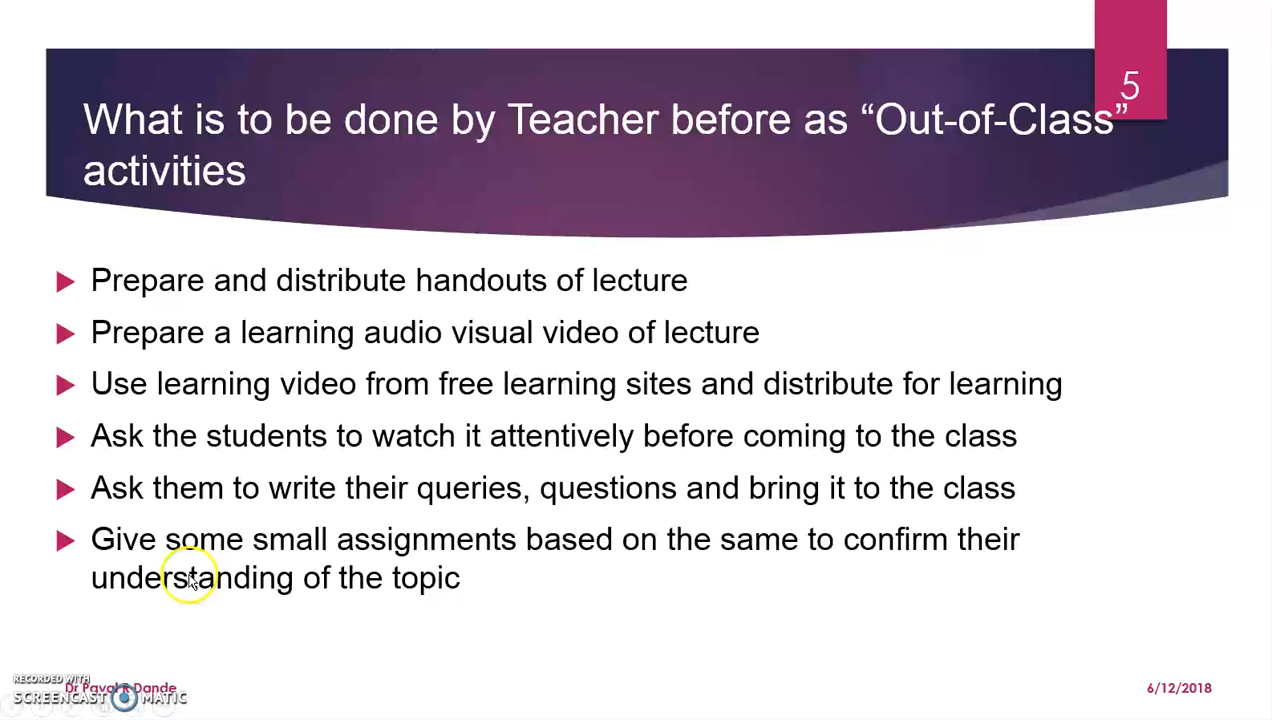 5
What is to be done by Teacher before as “Out-of-Class”
activities
Prepare and distribute handouts of lecture
Prepare a learning audio visual video of lecture
Use learning video from free learning sites and distribute for learning
Ask the students to watch it attentively before coming to the class
Ask them to write their queries, questions and bring it to the class
Give some small assignments based on the same to confirm their
understanding of the topic
RECORDED WITH
SCREENCAST MATIC
Dr Payal R Dande
6/12/2018